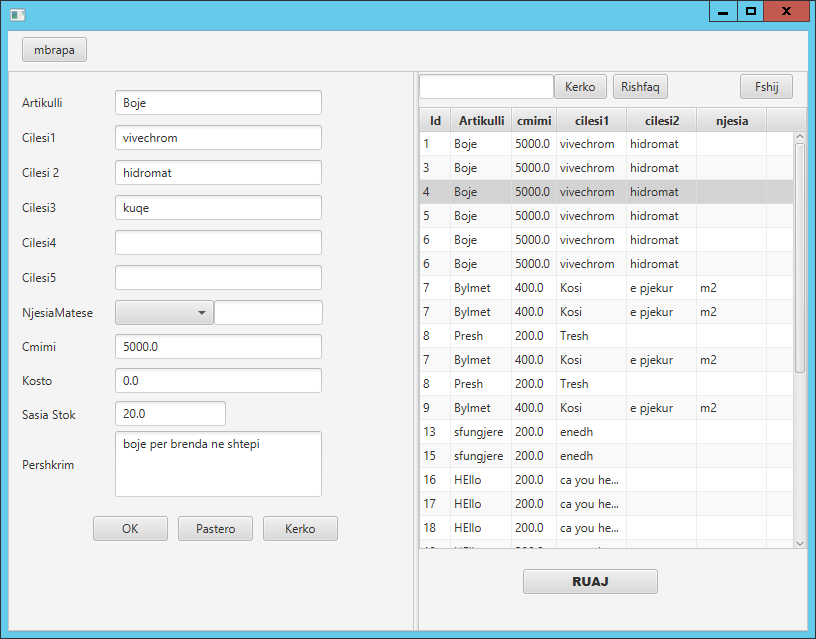 mbrapa
Artikulli Boje
Cilesi1 vivechrom
Cilesi 2 hidromat
Cilesi3 kuqe
Cilesi4
Cilesi5
NjesiaMatese
Cmimi 5000.0
Kosto 0.0
Sasia Stok 20.0
Pershkrim boje per brenda ne shtepi
OK Pastero Kerko
Kerko Rishfaq Fshij
Id Artikulli cmimi cilesi1 cilesi2 njesia
1 Boje 5000.0 vivechrom hidromat
3 Boje 5000.0 vivechrom hidromat
4 Boje 5000.0 vivechrom hidromat
5 Boje 5000.0 vivechrom hidromat
6 Boje 5000.0 vivechrom hidromat
6 Boje 5000.0 vivechrom hidromat
7 Bylmet 400.0 Kosi e pjekur m2
7 Bylmet 400.0 Kosi e pjekur m2
8 Presh 200.0 Tresh
7 Bylmet 400.0 Kosi e pjekur m2
8 Presh 200.0 Tresh
9 Bylmet 400.0 Kosi e pjekur m2
13 sfungjere 200.0 enedh
15 sfungjere 200.0 enedh
16 HEllo 200.0 ca you he...
17 HEllo 200.0 ca you he...
18 HEllo 200.0 ca you he...
RUAJ